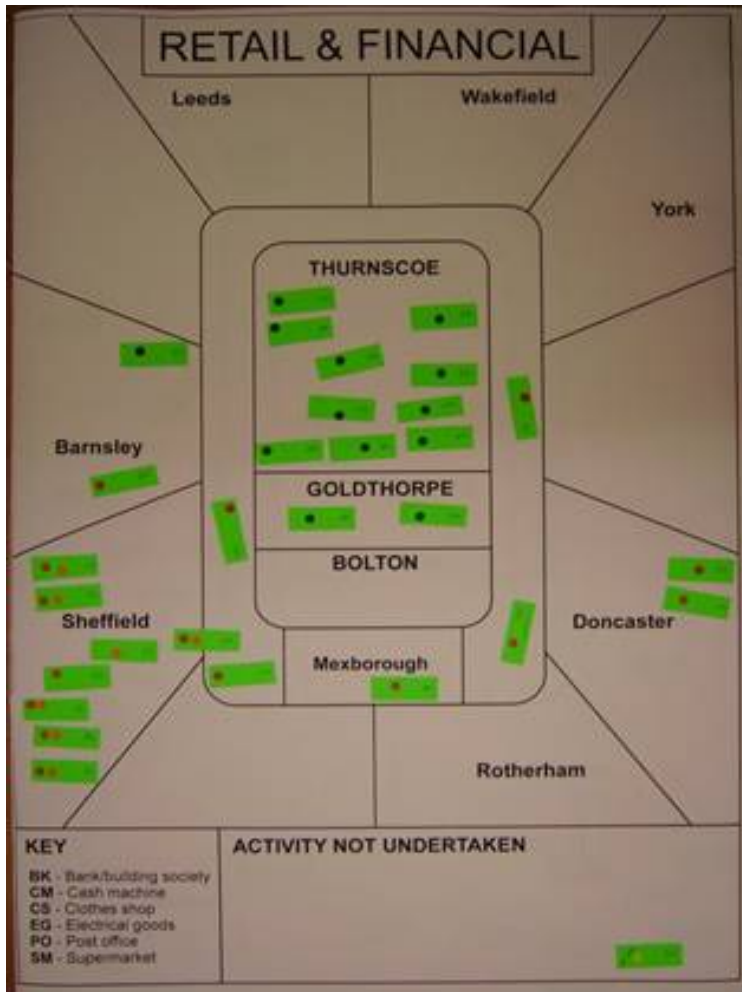 RETAIL & FINANCIAL
Leeds
Wakefield
York
THURNSCOE
Barnsley
GOLDTHORPE
BOLTON
Sheffield
Doncaster
Mexborough
Rotherham
KEY
BK - Bank/building society
CM - Cash machine
CS - Clothes shop
EG - Electrical goods
PO - Post office
SM - Supermarket
ACTIVITY NOT UNDERTAKEN